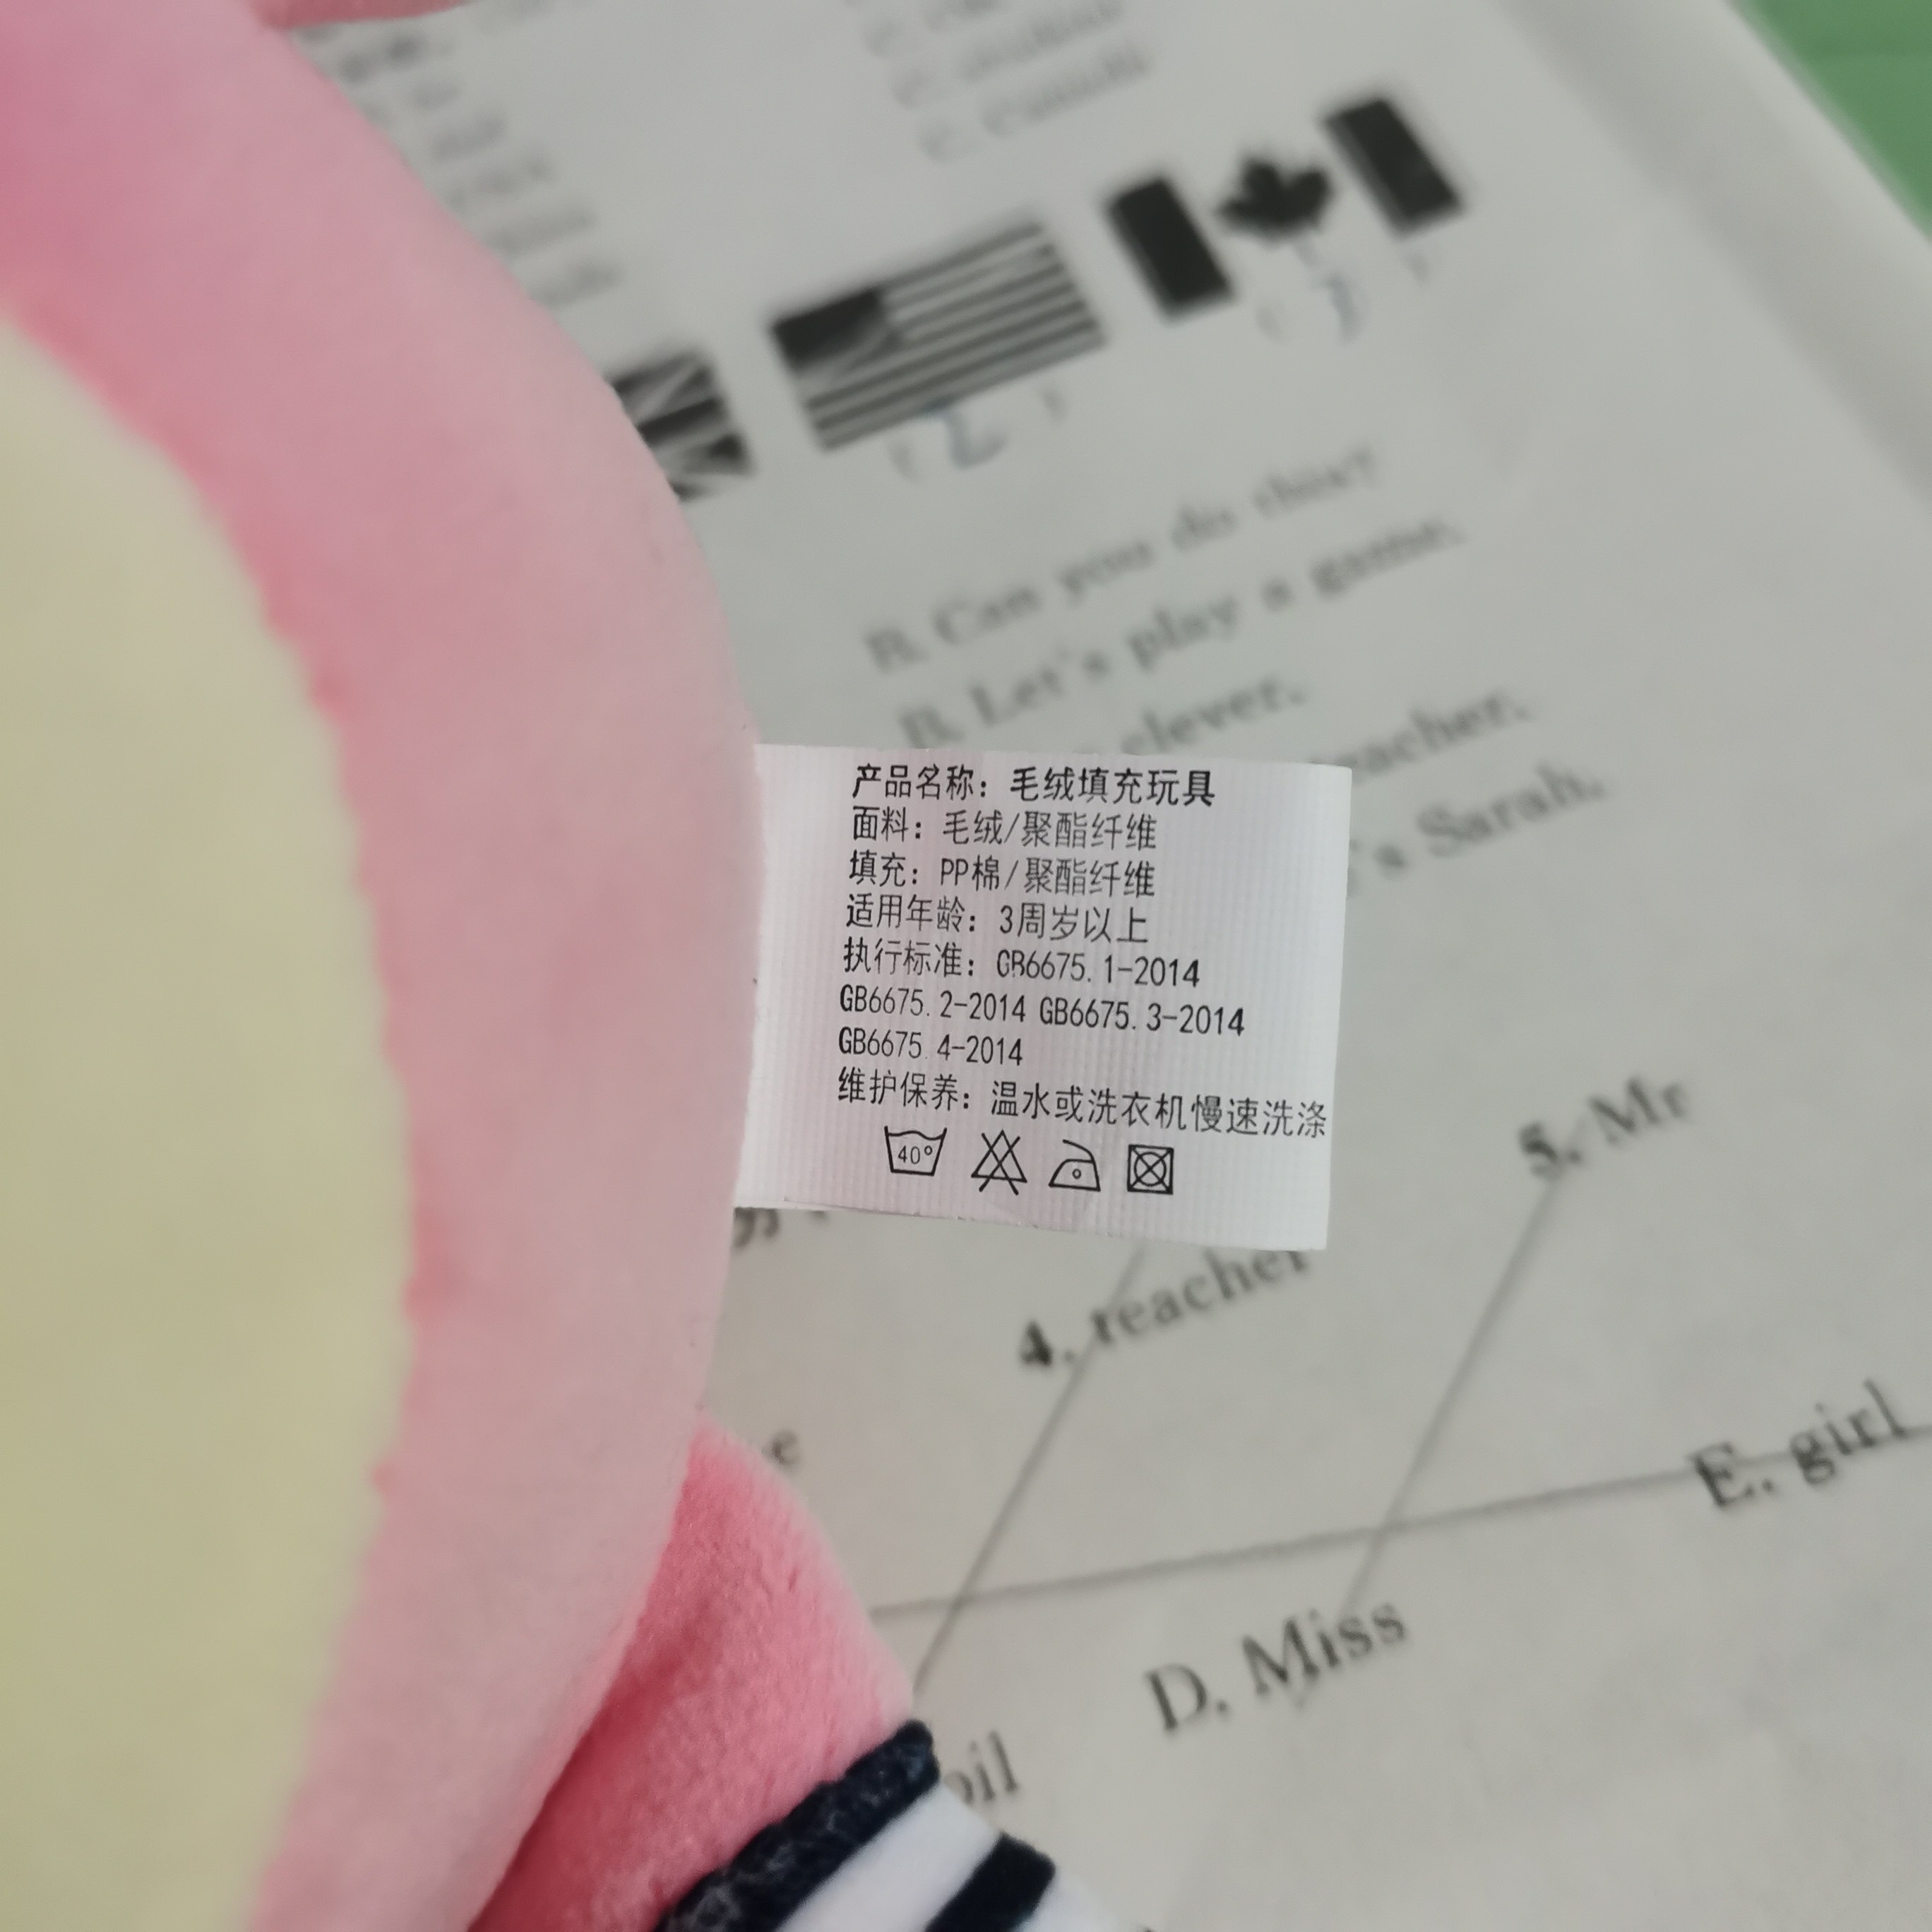 B. Can you do this?
B. Let's play a game.
clever.
eacher.
's Sarah.
产品名称：毛绒填充玩具
面料：毛绒/聚酯纤维
填充：PP棉/聚酯纤维
适用年龄：3周岁以上
执行标准：GB6675.1-2014
GB6675.2-2014 GB6675.3-2014
GB6675.4-2014
维护保养：温水或洗衣机慢速洗涤
40°
5. Mr
4. reacher
E. girl
D. Miss